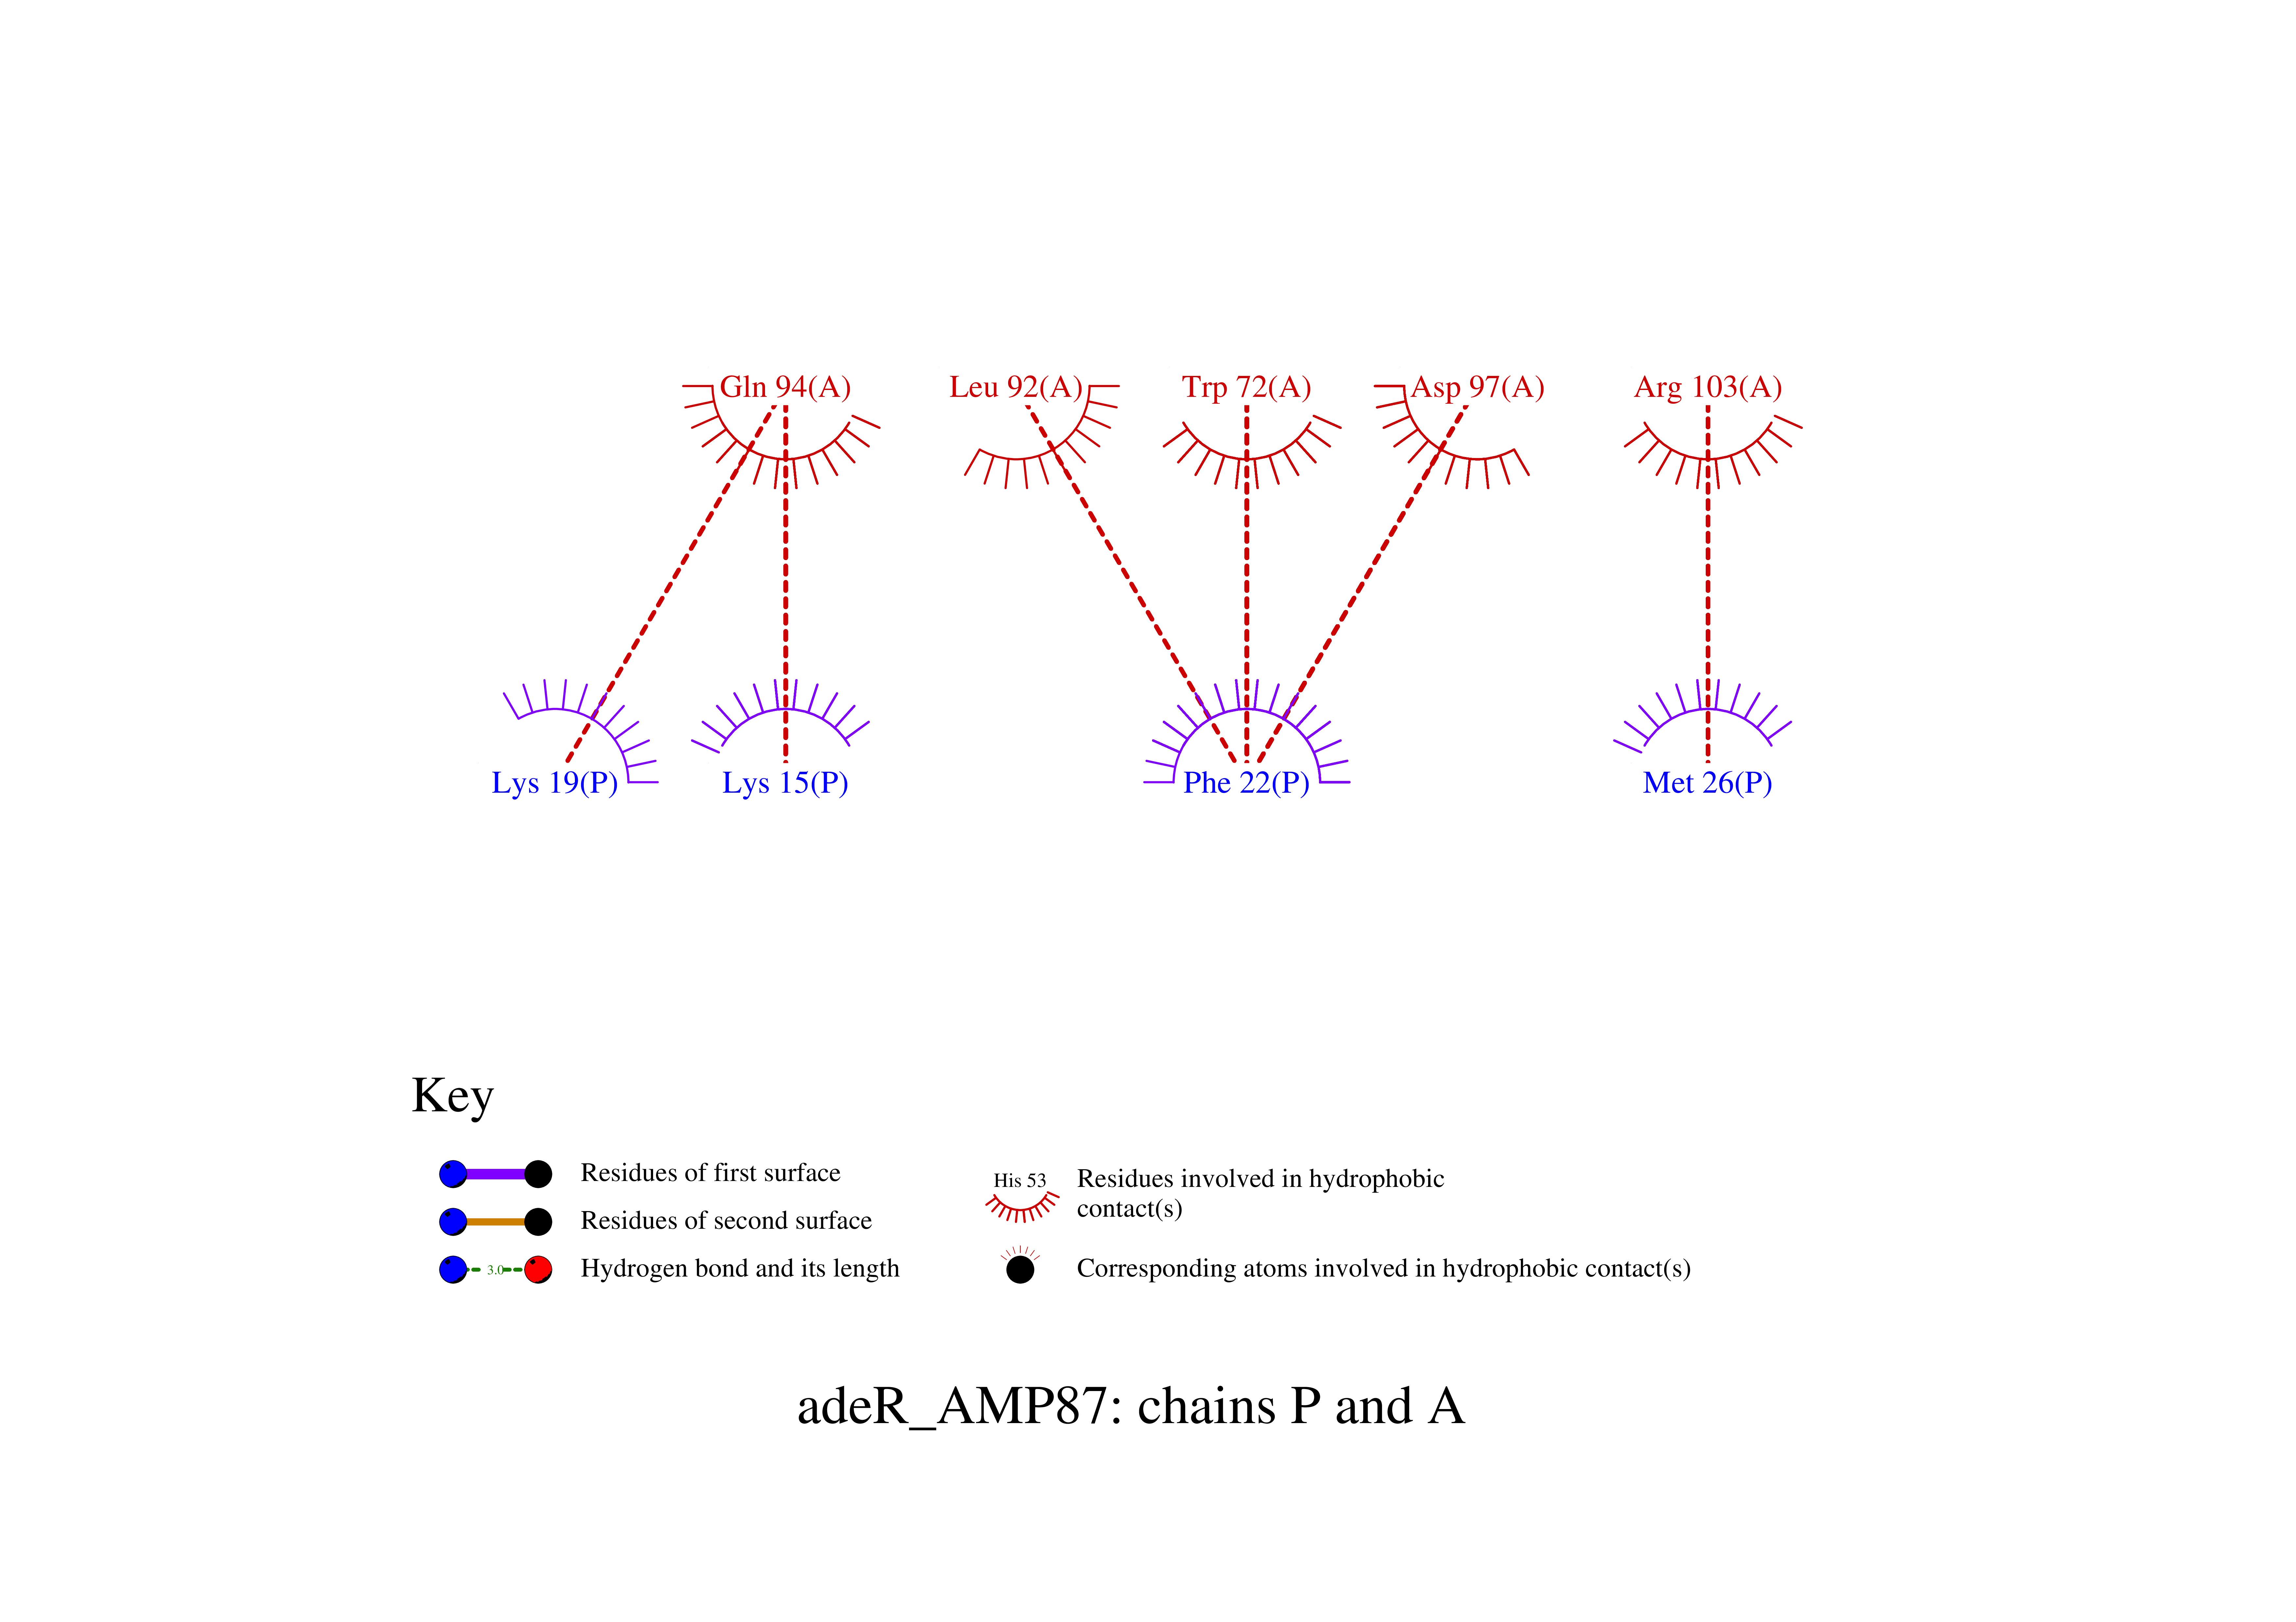 Gln 94(A) Leu 92(A) Trp 72(A) Asp 97(A) Arg 103(A)
Lys 19(P) Lys 15(P) Phe 22(P) Met 26(P)
Key
Residues of first surface
Residues of second surface
3.0 Hydrogen bond and its length
His 53 Residues involved in hydrophobic
contact(s)
Corresponding atoms involved in hydrophobic contact(s)
adeR_AMP87: chains P and A